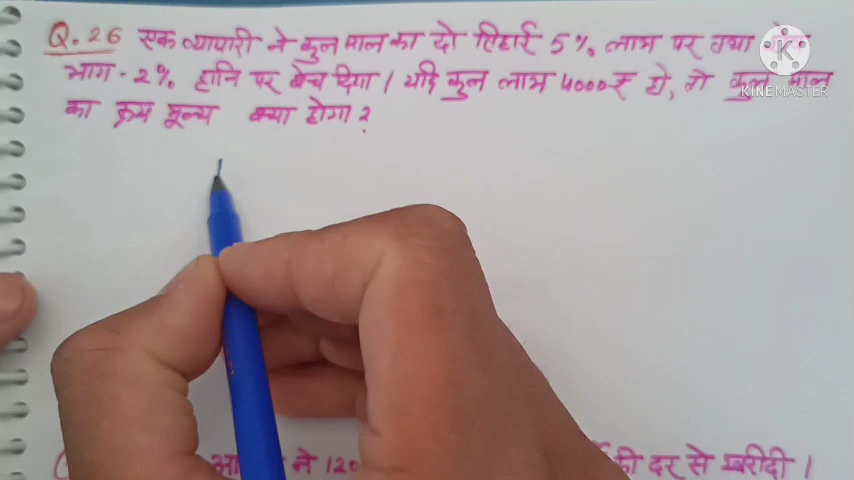 Q.26 एक व्यापारी ने कुल माल का दो तिहाई 5% लाभ पर तथा
भाग -2% हानि पर बेच दिया। यदि कुल लाभ 4000₹ हो, तो कुल माल
का क्रय मूल्य क्या होगा?
K
KINEMASTER
ने 120 की दर से खरीदी।